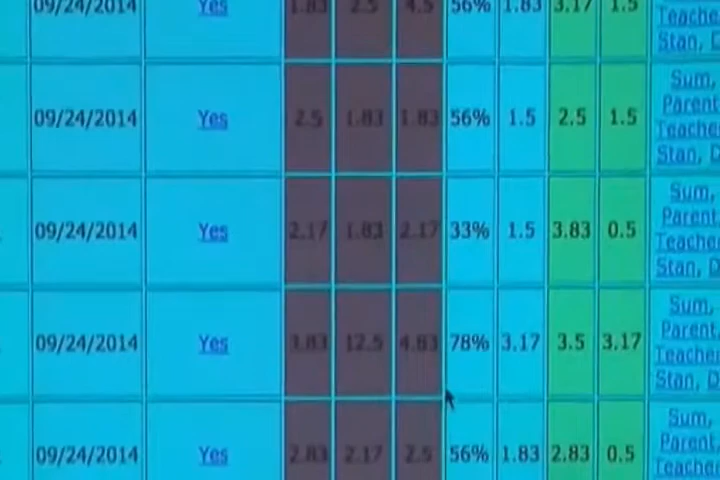 09/24/2014 Yes 1.83 2.5 4.5 56% 1.83 3.17 1.5
Teache
Stan, D
Sum,
Parent
09/24/2014 Yes 2.5 1.83 1.83 56% 1.5 2.5 1.5
Teache
Stan, D
Sum,
Parent
09/24/2014 Yes 2.17 1.83 2.17 33% 1.5 3.83 0.5
Teache
Stan, D
Sum,
Parent
09/24/2014 Yes 12.5 4.83 78% 3.17 3.5 3.17
Teache
Stan, D
Sum,
Parent
09/24/2014 Yes 2.83 2.17 2.5 56% 1.83 2.83 0.5
Teache